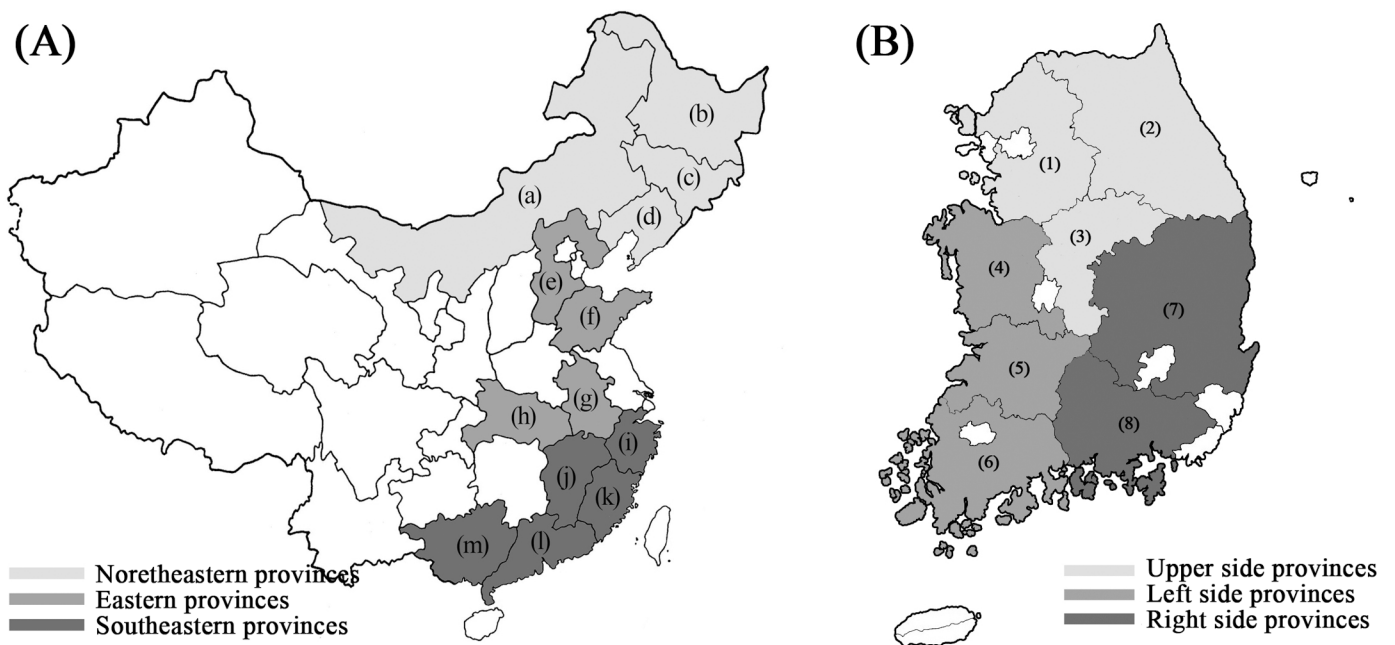 (A)
(b)
(c)
(a)
(d)
(e)
(f)
(g)
(h)
(i)
(j)
(k)
(l)
(m)
Noretheastern provinces
Eastern provinces
Southeastern provinces
(B)
(2)
(1)
(3)
(4)
(7)
(5)
(8)
(6)
Upper side provinces
Left side provinces
Right side provinces